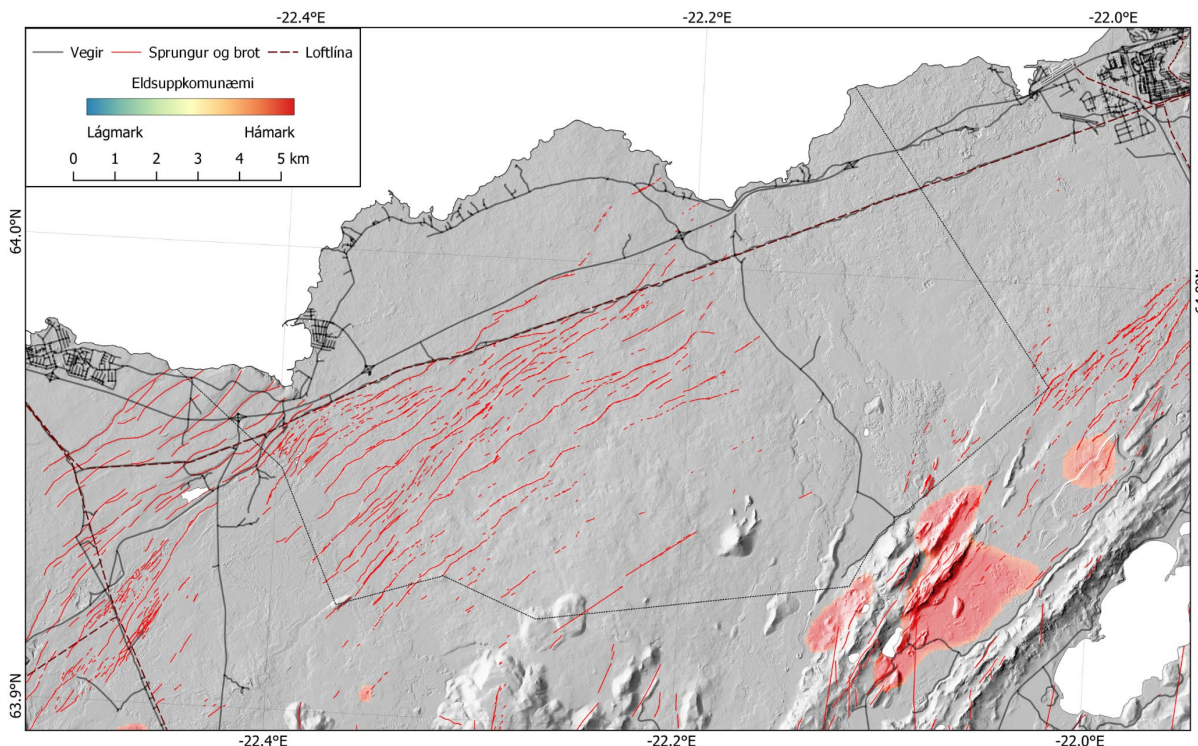 -22.4°E
-22.2°E
-22.0°E
Vegir
Sprungur og brot
Loftlína
Eldsuppkomunæmi
Lágmark
Hámark
0 1 2 3 4 5 km
64.0°N
63.9°N
-22.4°E
-22.2°E
-22.0°E